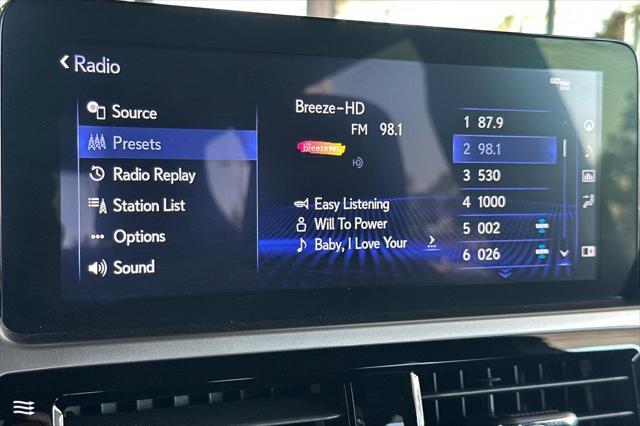 Radio
Source
Presets
Radio Replay
Station List
Options
Sound
Breeze-HD
FM 98.1
breeze
Easy Listening
Will To Power
Baby, I Love Your
1 87.9
2 98.1
3 530
4 1000
5 002
6 026